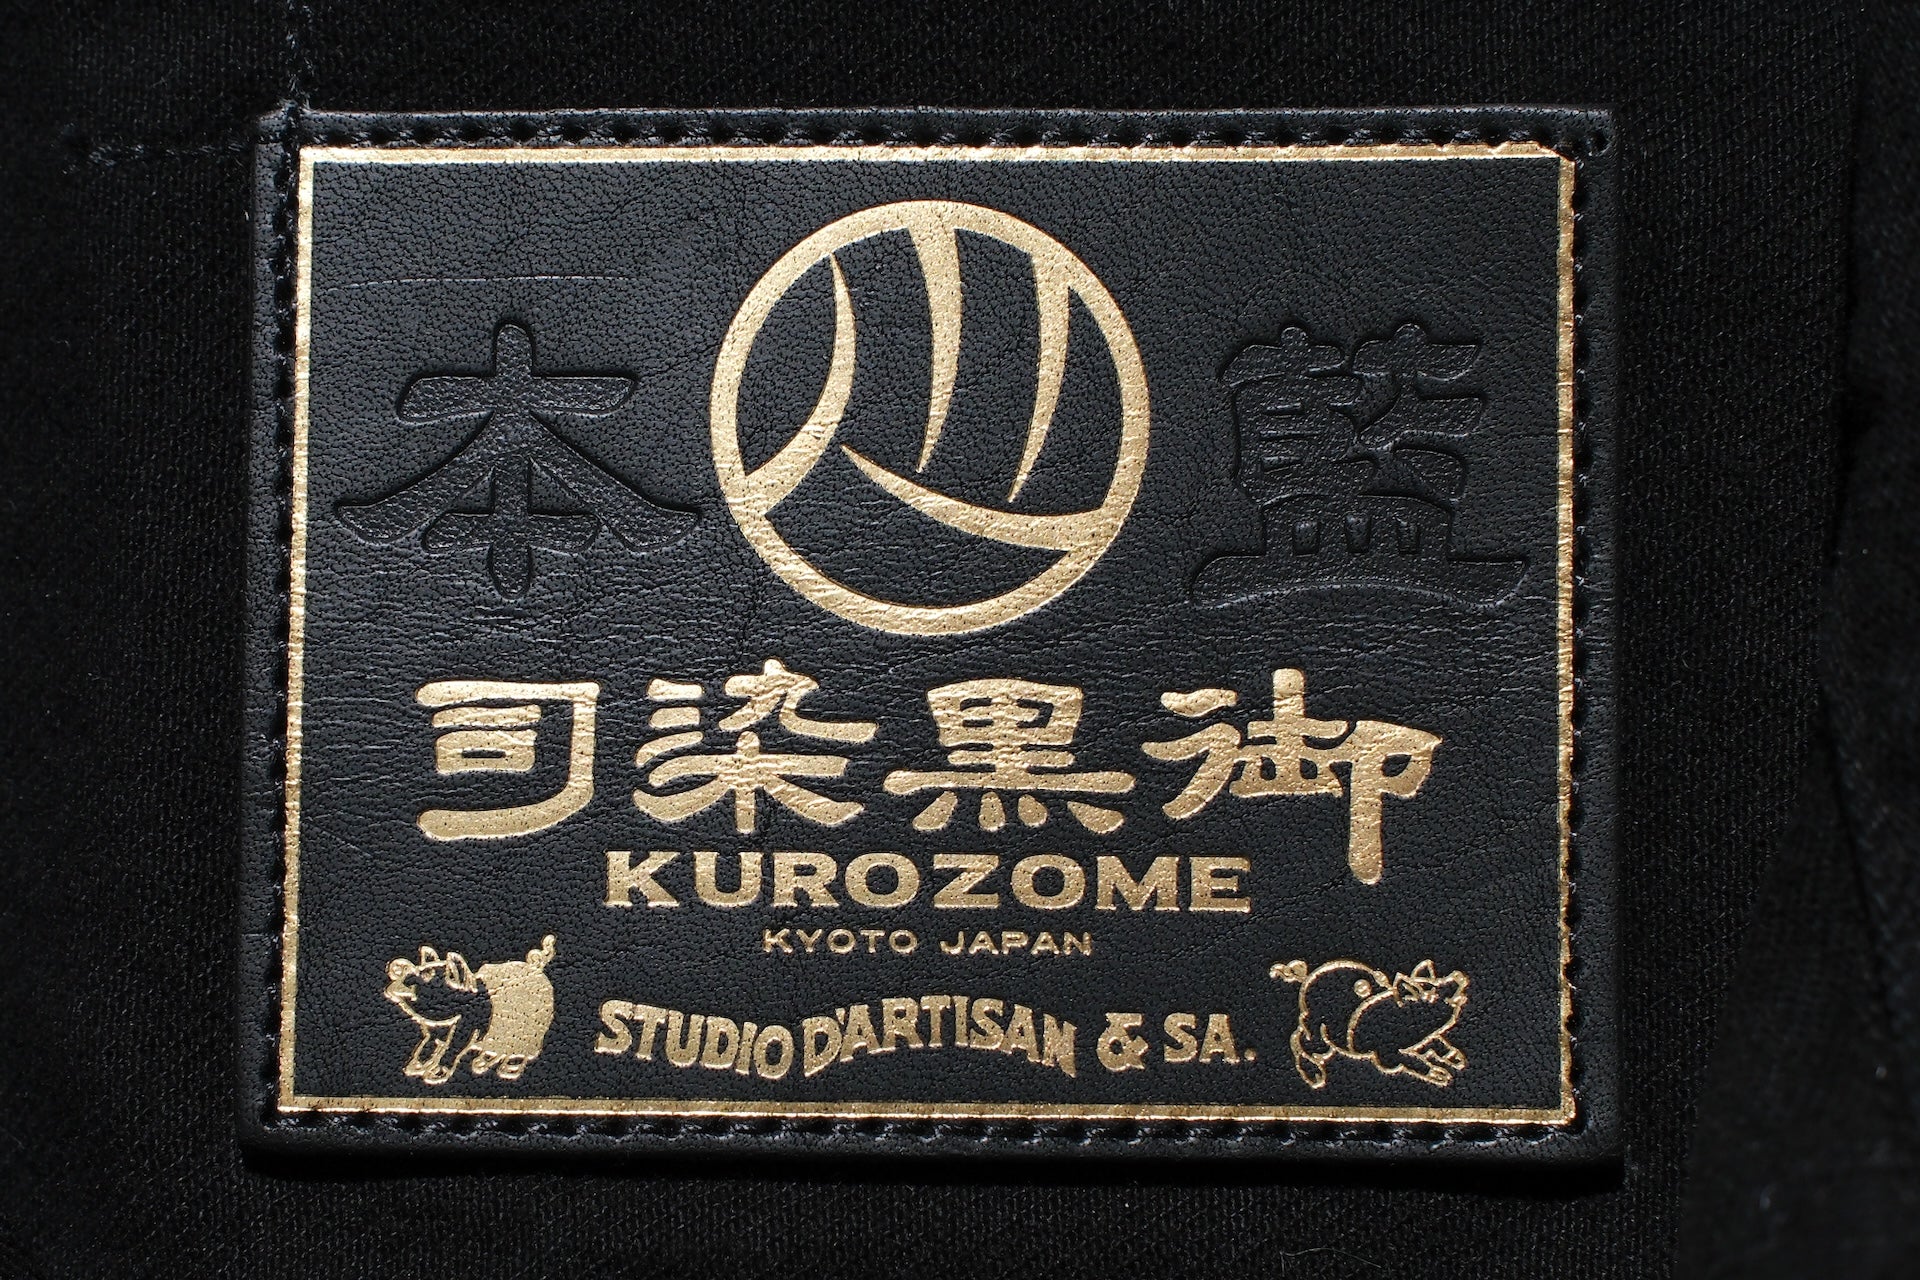 本藍
御黒染司
KUROZOME
KYOTO JAPAN
STUDIO D'ARTISAN & SA.